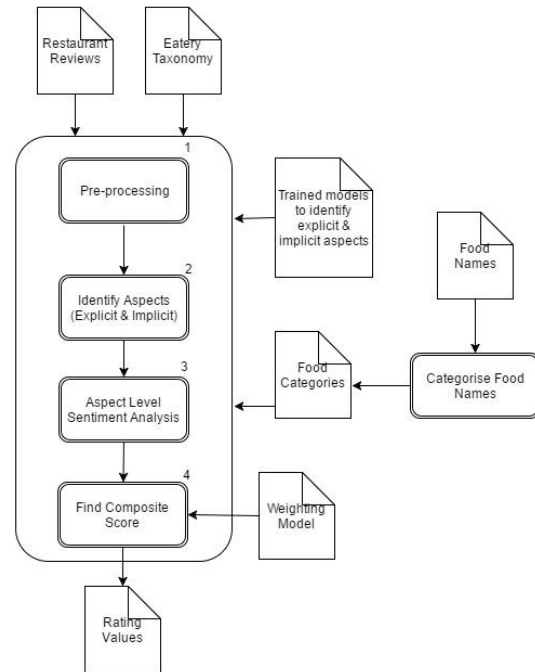 Restaurant
Reviews
Eatery
Taxonomy
1
Pre-processing
Trained models
to identify
explicit &
implicit aspects
Food
Names
2
Identify Aspects
(Explicit & Implicit)
3
Aspect Level
Sentiment Analysis
Food
Categories
Categorise Food
Names
4
Find Composite
Score
Weighting
Model
Rating
Values